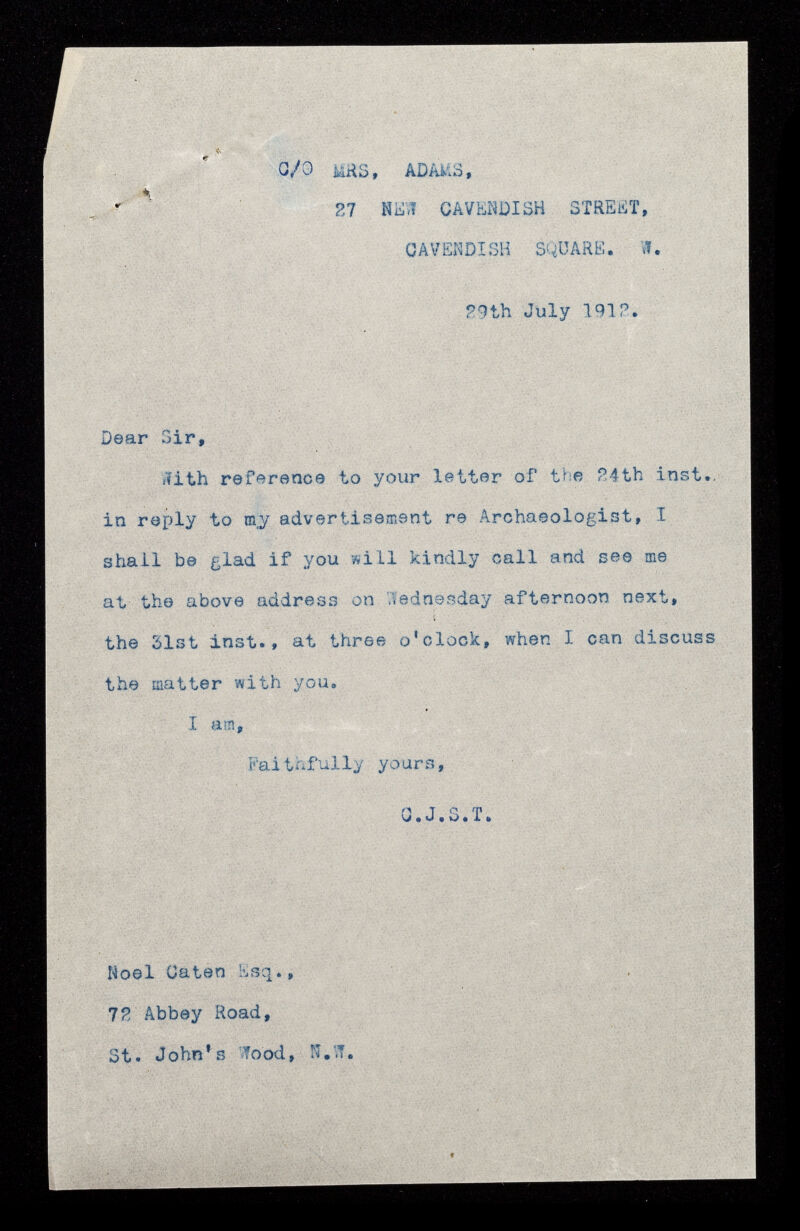 C/O MRS, ADAMS,
27 NEW CAVENDISH STREET,
CAVENDISH SQUARE. W.
29th July 1912.
Dear Sir,
With reference to your letter of the 24th inst..
in reply to my advertisement re Archaeologist, I
shall be glad if you will kindly call and see me
at the above address on Wednesday afternoon next,
the 31st inst., at three o'clock, when I can discuss
the matter with you.
I am,
Faithfully yours,
C.J.S.T.
Noel Caten Esq.,
72 Abbey Road,
St. John's Wood, N.W.